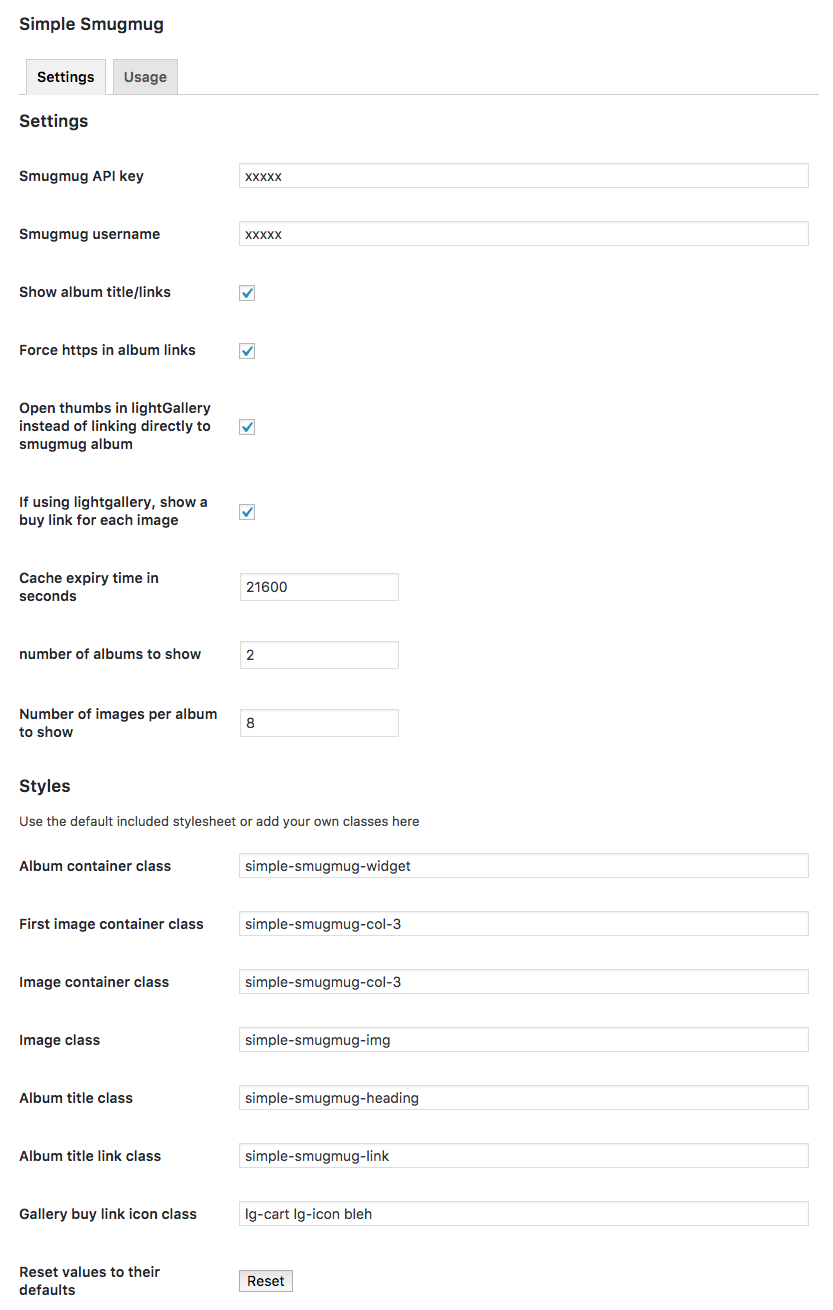 Simple Smugmug
Settings
Usage
Settings
Smugmug API key
xxxxx
Smugmug username
xxxxx
Show album title/links
Force https in album links
Open thumbs in lightGallery
instead of linking directly to
smugmug album
If using lightgallery, show a
buy link for each image
Cache expiry time in
seconds
21600
number of albums to show
2
Number of images per album
to show
8
Styles
Use the default included stylesheet or add your own classes here
Album container class
simple-smugmug-widget
First image container class
simple-smugmug-col-3
Image container class
simple-smugmug-col-3
Image class
simple-smugmug-img
Album title class
simple-smugmug-heading
Album title link class
simple-smugmug-link
Gallery buy link icon class
lg-cart lg-icon bleh
Reset values to their
defaults
Reset